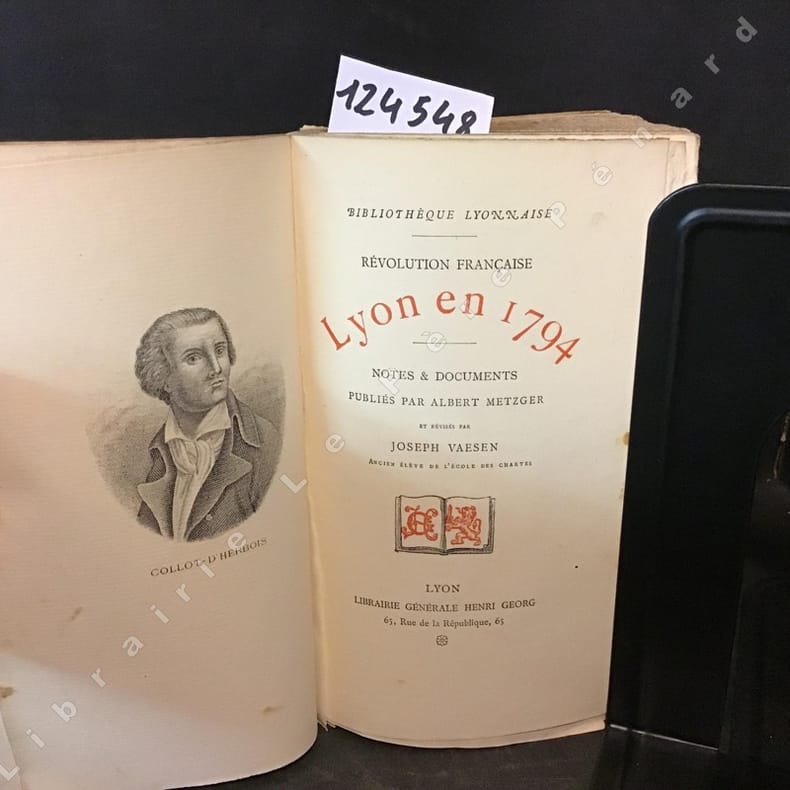 124548
BIBLIOTHÈQUE LYONNAISE
RÉVOLUTION FRANÇAISE
Lyon en 1794
NOTES & DOCUMENTS
PUBLIÉS PAR ALBERT METZGER
ET RÉVISÉS PAR
JOSEPH VAESEN
ANCIEN ÉLÈVE DE L'ÉCOLE DES CHARTES
LYON
LIBRAIRIE GÉNÉRALE HENRI GEORG
65, Rue de la République, 65
COLLOT-D'HERBOIS
Librairie Le Père Pénard